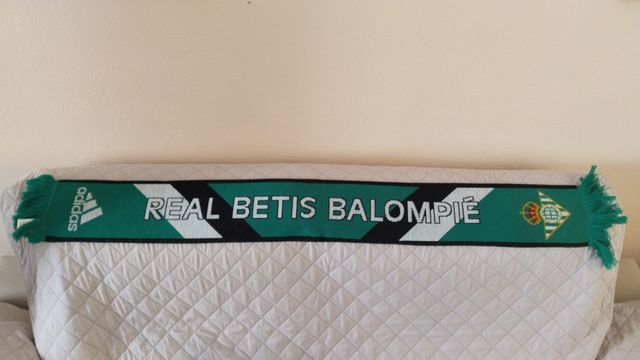 adidas
REAL BETIS BALOMPIÉ